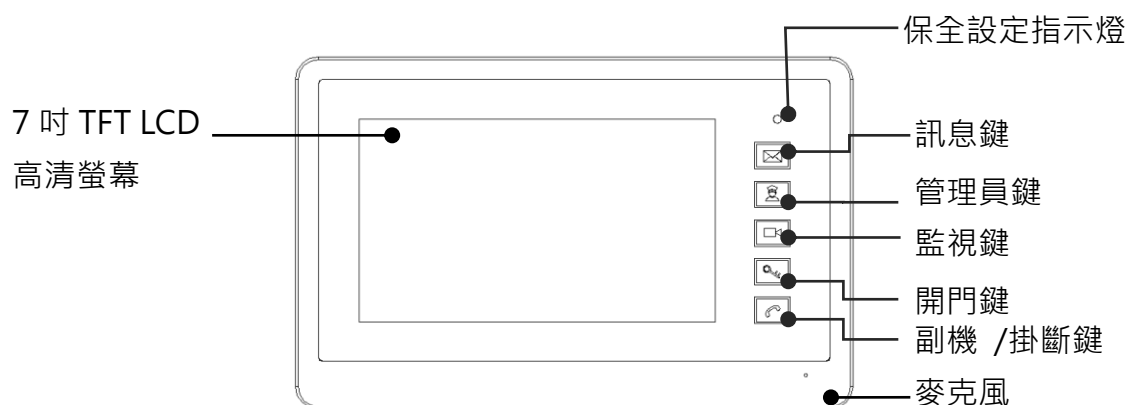 保全設定指示燈
7 吋 TFT LCD
高清螢幕
訊息鍵
管理員鍵
監視鍵
開門鍵
副機 /掛斷鍵
麥克風